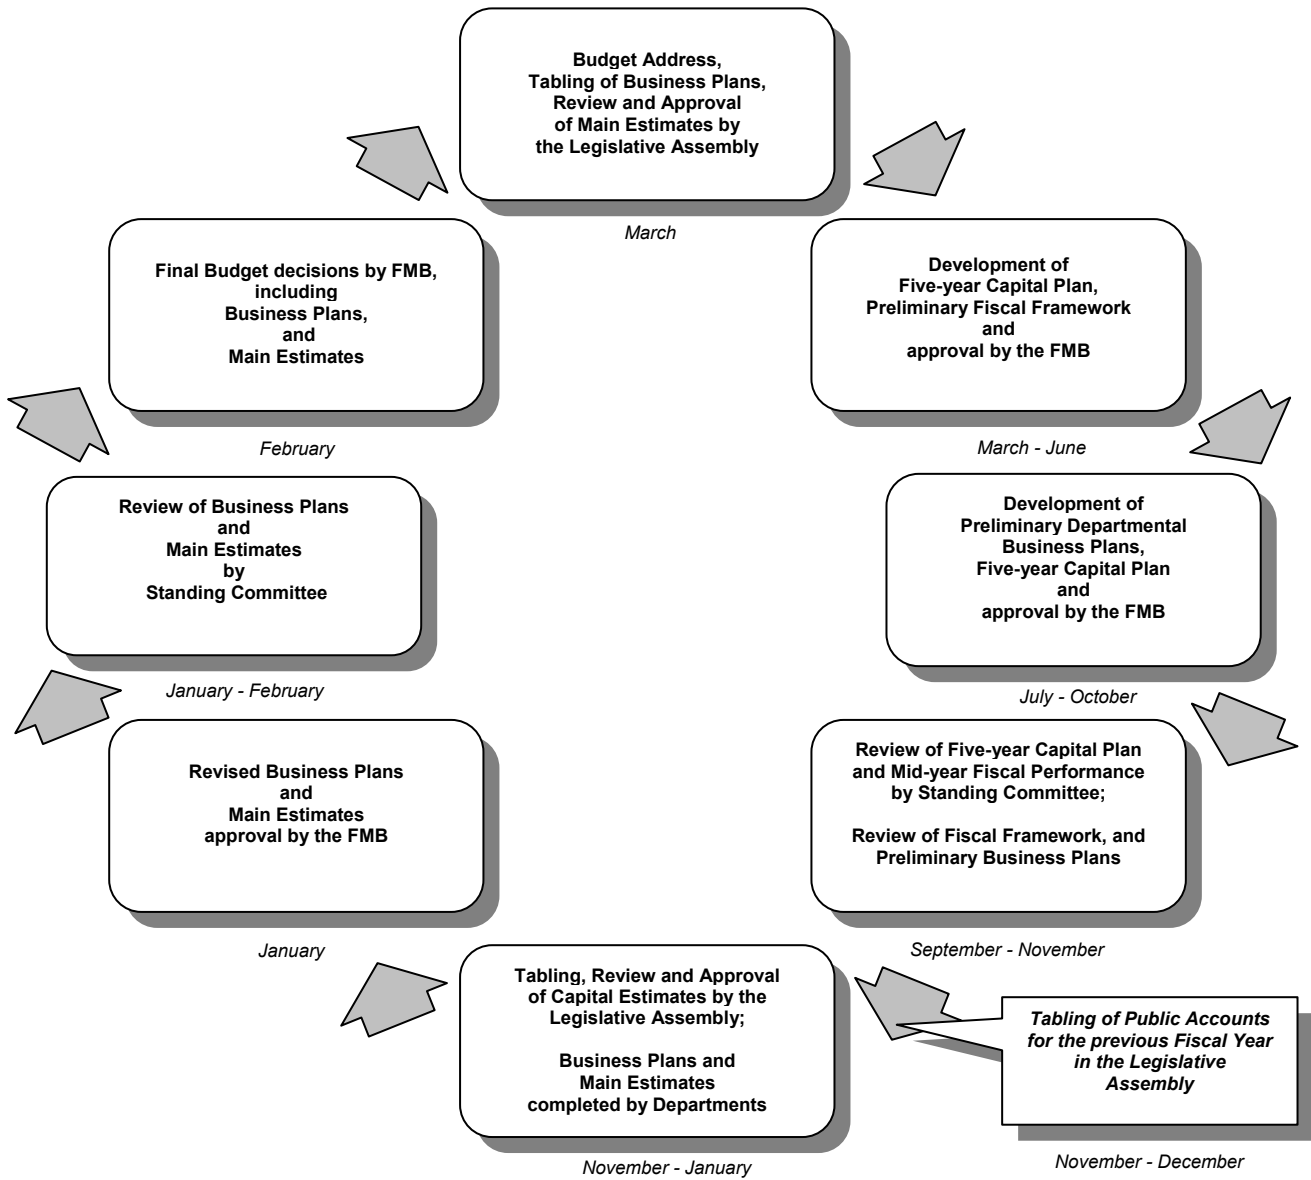 Budget Address,
Tabling of Business Plans,
Review and Approval
of Main Estimates by
the Legislative Assembly
March
Development of
Five-year Capital Plan,
Preliminary Fiscal Framework
and
approval by the FMB
March - June
Development of
Preliminary Departmental
Business Plans,
Five-year Capital Plan
and
approval by the FMB
July - October
Review of Five-year Capital Plan
and Mid-year Fiscal Performance
by Standing Committee;
Review of Fiscal Framework, and
Preliminary Business Plans
September - November
Tabling of Public Accounts
for the previous Fiscal Year
in the Legislative
Assembly
November - December
Tabling, Review and Approval
of Capital Estimates by the
Legislative Assembly;
Business Plans and
Main Estimates
completed by Departments
November - January
Revised Business Plans
and
Main Estimates
approval by the FMB
January
Review of Business Plans
and
Main Estimates
by
Standing Committee
January - February
Final Budget decisions by FMB,
including
Business Plans,
and
Main Estimates
February